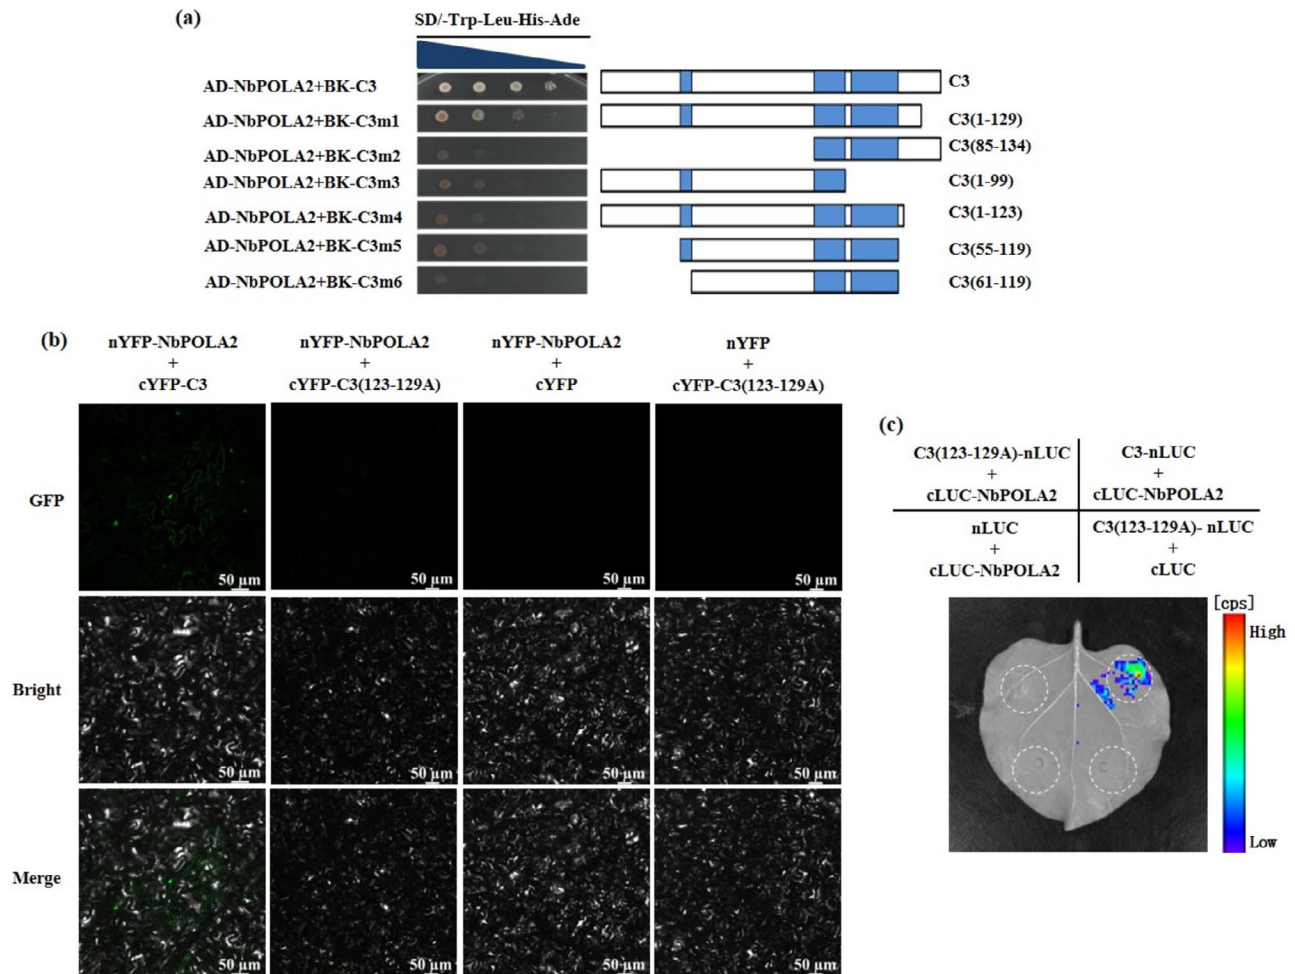 (a)
SD/-Trp-Leu-His-Ade
AD-NbPOLA2+BK-C3
C3
AD-NbPOLA2+BK-C3m1
C3(1-129)
AD-NbPOLA2+BK-C3m2
C3(85-134)
AD-NbPOLA2+BK-C3m3
C3(1-99)
AD-NbPOLA2+BK-C3m4
C3(1-123)
AD-NbPOLA2+BK-C3m5
C3(55-119)
AD-NbPOLA2+BK-C3m6
C3(61-119)
(b)
nYFP-NbPOLA2
+
cYFP-C3
nYFP-NbPOLA2
+
cYFP-C3(123-129A)
nYFP-NbPOLA2
+
cYFP
nYFP
+
cYFP-C3(123-129A)
GFP
50 µm
50 µm
50 µm
50 µm
Bright
50 µm
50 µm
50 µm
50 µm
Merge
50 µm
50 µm
50 µm
50 µm
(c)
C3(123-129A)-nLUC
+
cLUC-NbPOLA2
C3-nLUC
+
cLUC-NbPOLA2
nLUC
+
cLUC-NbPOLA2
C3(123-129A)- nLUC
+
cLUC
[cps]
High
Low